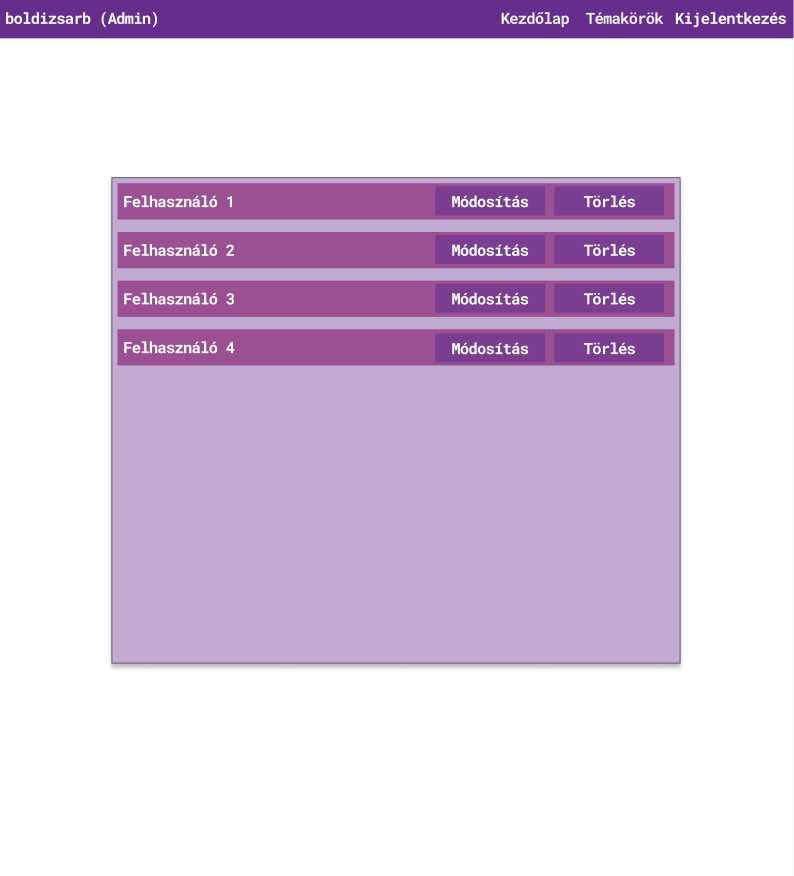 boldizsarb (Admin) Kezdőlap Témakörök Kijelentkezés
Felhasználó 1 Módosítás Törlés
Felhasználó 2 Módosítás Törlés
Felhasználó 3 Módosítás Törlés
Felhasználó 4 Módosítás Törlés